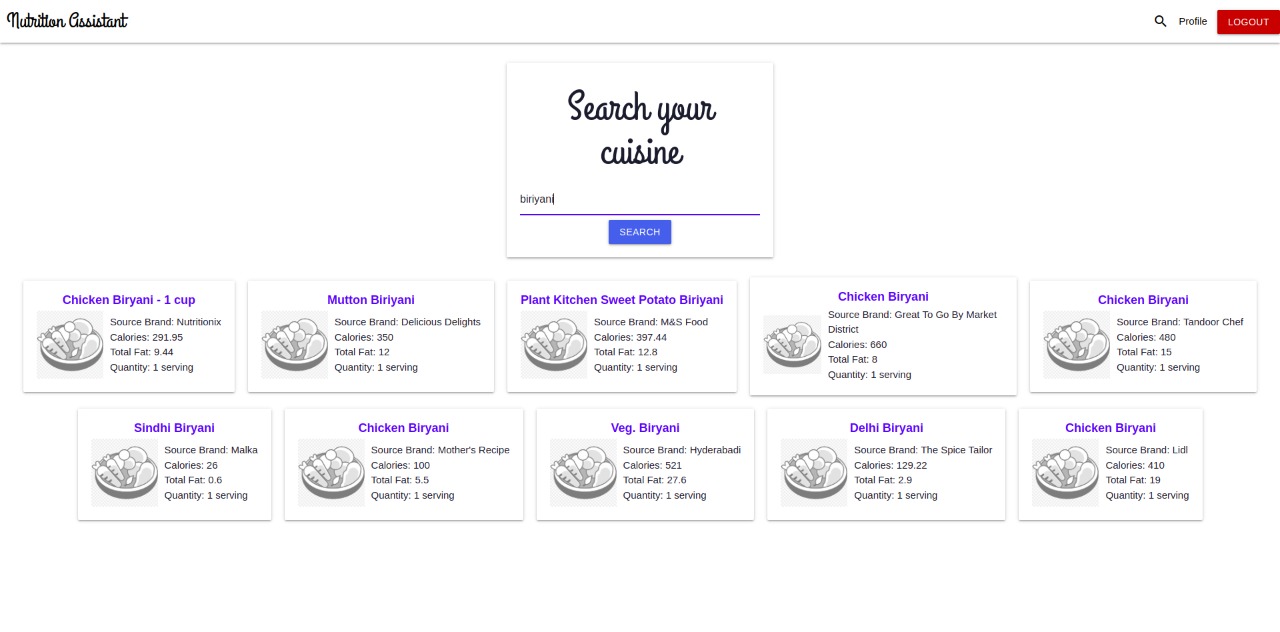 Nutrition Assistant
Profile
LOGOUT
Search your
cuisine
biriyani
SEARCH
Chicken Biryani - 1 cup
Source Brand: Nutritionix
Calories: 291.95
Total Fat: 9.44
Quantity: 1 serving
Mutton Biriyani
Source Brand: Delicious Delights
Calories: 350
Total Fat: 12
Quantity: 1 serving
Plant Kitchen Sweet Potato Biriyani
Source Brand: M&S Food
Calories: 397.44
Total Fat: 12.8
Quantity: 1 serving
Chicken Biryani
Source Brand: Great To Go By Market
District
Calories: 660
Total Fat: 8
Quantity: 1 serving
Chicken Biryani
Source Brand: Tandoor Chef
Calories: 480
Total Fat: 15
Quantity: 1 serving
Sindhi Biryani
Source Brand: Malka
Calories: 26
Total Fat: 0.6
Quantity: 1 serving
Chicken Biryani
Source Brand: Mother's Recipe
Calories: 100
Total Fat: 5.5
Quantity: 1 serving
Veg. Biryani
Source Brand: Hyderabadi
Calories: 521
Total Fat: 27.6
Quantity: 1 serving
Delhi Biryani
Source Brand: The Spice Tailor
Calories: 129.22
Total Fat: 2.9
Quantity: 1 serving
Chicken Biryani
Source Brand: Lidl
Calories: 410
Total Fat: 19
Quantity: 1 serving